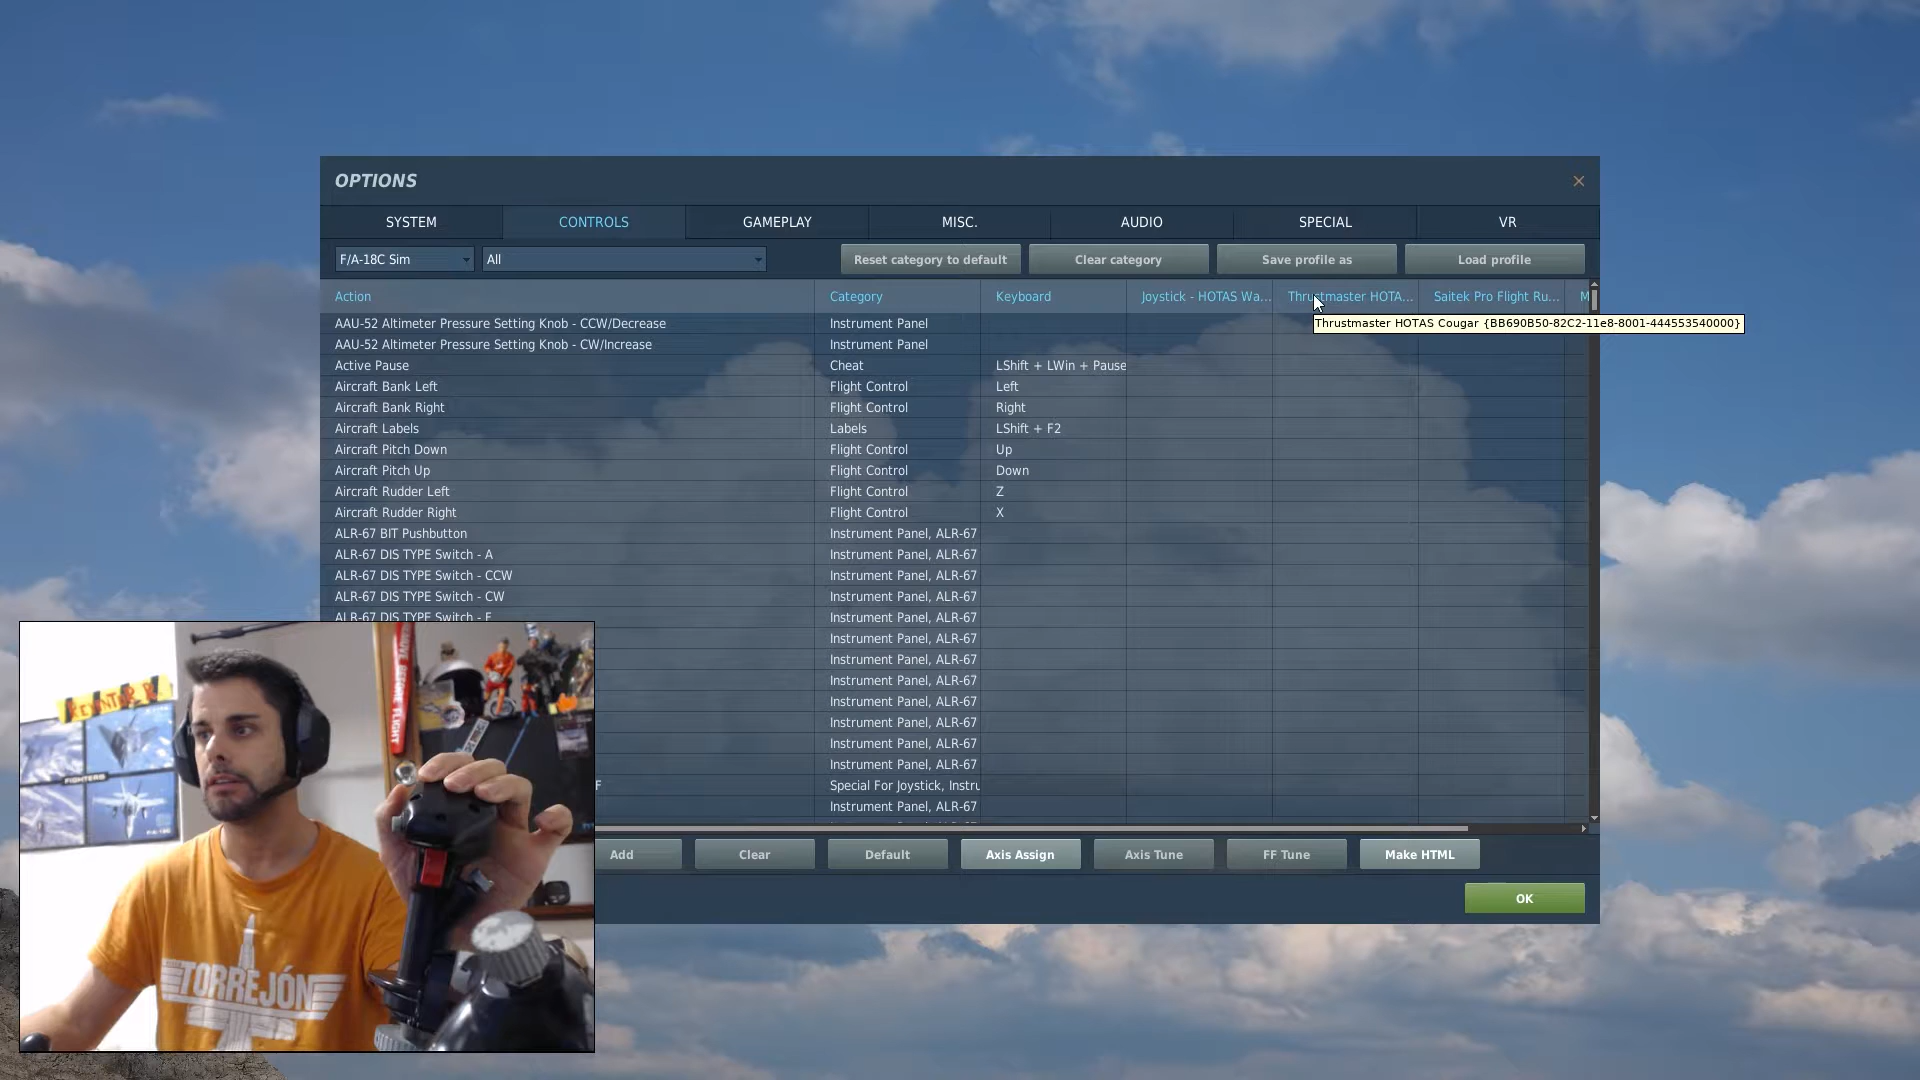 OPTIONS
×
SYSTEM CONTROLS GAMEPLAY MISC. AUDIO SPECIAL VR
F/A-18C Sim All Reset category to default Clear category Save profile as Load profile
Action Category Keyboard Joystick - HOTAS Wa... Thrustmaster HOTA... Saitek Pro Flight Ru... M
Thrustmaster HOTAS Cougar {BB690B50-82C2-11e8-8001-444553540000}
AAU-52 Altimeter Pressure Setting Knob - CCW/Decrease Instrument Panel
AAU-52 Altimeter Pressure Setting Knob - CW/Increase Instrument Panel
Active Pause Cheat LShift + LWin + Pause
Aircraft Bank Left Flight Control Left
Aircraft Bank Right Flight Control Right
Aircraft Labels Labels LShift + F2
Aircraft Pitch Down Flight Control Up
Aircraft Pitch Up Flight Control Down
Aircraft Rudder Left Flight Control Z
Aircraft Rudder Right Flight Control X
ALR-67 BIT Pushbutton Instrument Panel, ALR-67
ALR-67 DIS TYPE Switch - A Instrument Panel, ALR-67
ALR-67 DIS TYPE Switch - CCW Instrument Panel, ALR-67
ALR-67 DIS TYPE Switch - CW Instrument Panel, ALR-67
ALR-67 DIS TYPE Switch - F Instrument Panel, ALR-67
Instrument Panel, ALR-67
Instrument Panel, ALR-67
Instrument Panel, ALR-67
Instrument Panel, ALR-67
Instrument Panel, ALR-67
Instrument Panel, ALR-67
Instrument Panel, ALR-67
F Special For Joystick, Instru
Instrument Panel, ALR-67
Add Clear Default Axis Assign Axis Tune FF Tune Make HTML
OK
FIGHTERS
BEFORE FLIGHT
TORREJÓN